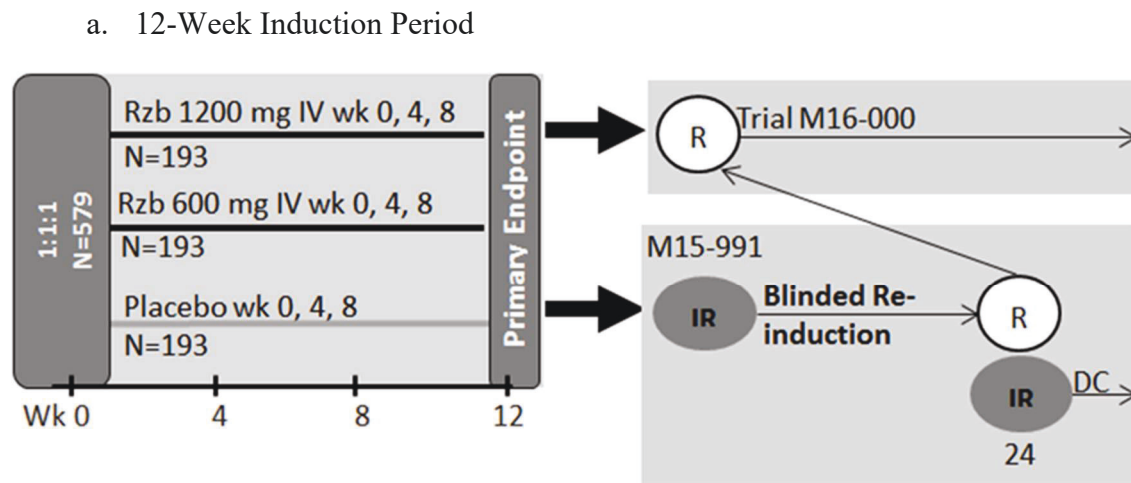 a. 12-Week Induction Period
1:1:1
N=579
Rzb 1200 mg IV wk 0, 4, 8
N=193
Rzb 600 mg IV wk 0, 4, 8
N=193
Placebo wk 0, 4, 8
N=193
Primary Endpoint
Wk 0 4 8 12
R
Trial M16-000
M15-991
IR
Blinded Re-
induction
R
IR
DC
24